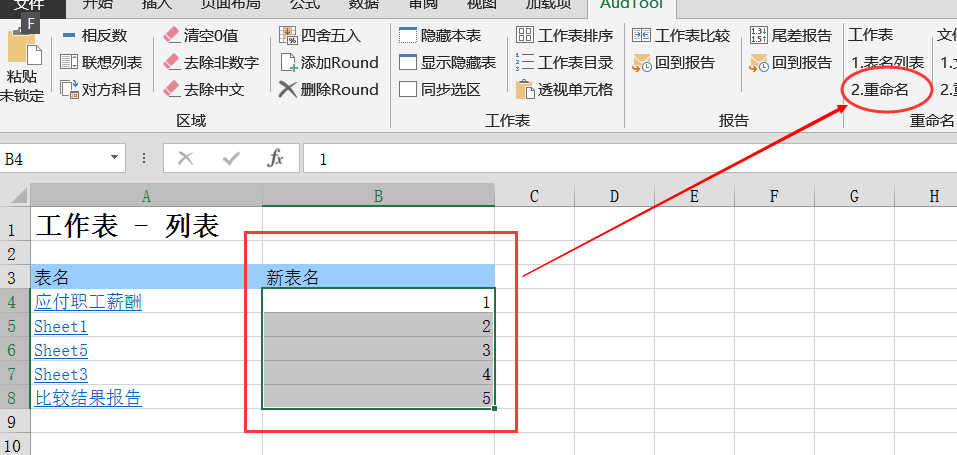 文件 开始 插入 页面布局 公式 数据 审阅 视图 加载项 AudTool
F
粘贴
未锁定
相反数 清空0值 四舍五入 隐藏本表 工作表排序 工作表比较 尾差报告 工作表
联想列表 去除非数字 添加Round 显示隐藏表 工作表目录 回到报告 回到报告 1.表名列表 1.
对方科目 去除中文 删除Round 同步选区 透视单元格 2.重命名 2.
区域 工作表 报告 重命名
B4 fx 1
A B C D E F G H
1 工作表 - 列表
2
3 表名 新表名
4 应付职工薪酬 1
5 Sheet1 2
6 Sheet5 3
7 Sheet3 4
8 比较结果报告 5
9
10